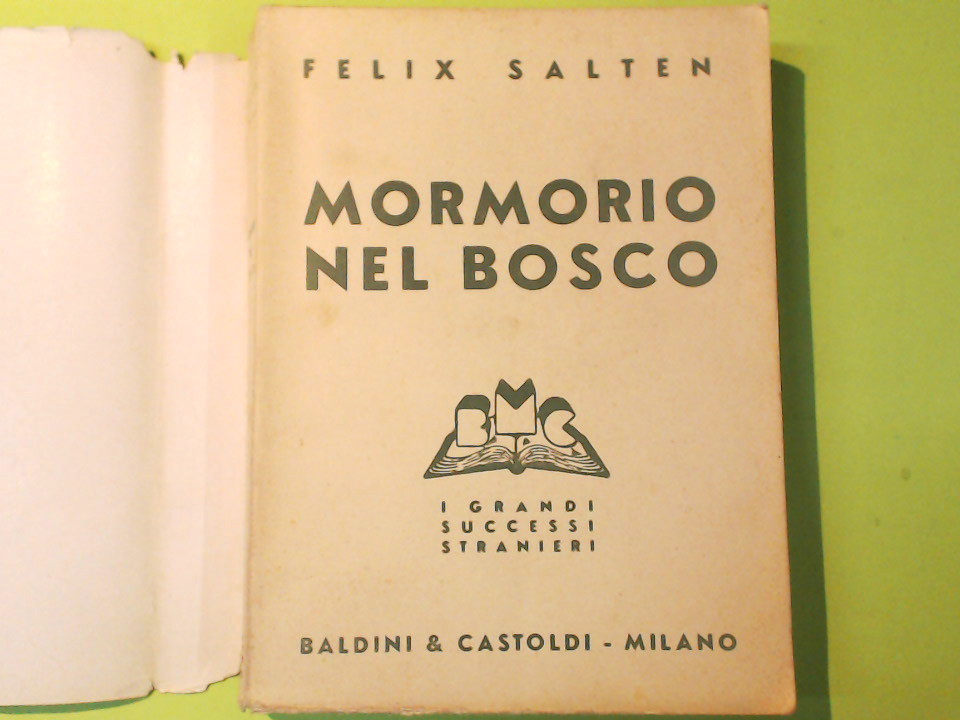 FELIX SALTEN
MORMORIO
NEL BOSCO
BMC
I GRANDI
SUCCESSI
STRANIERI
BALDINI & CASTOLDI - MILANO